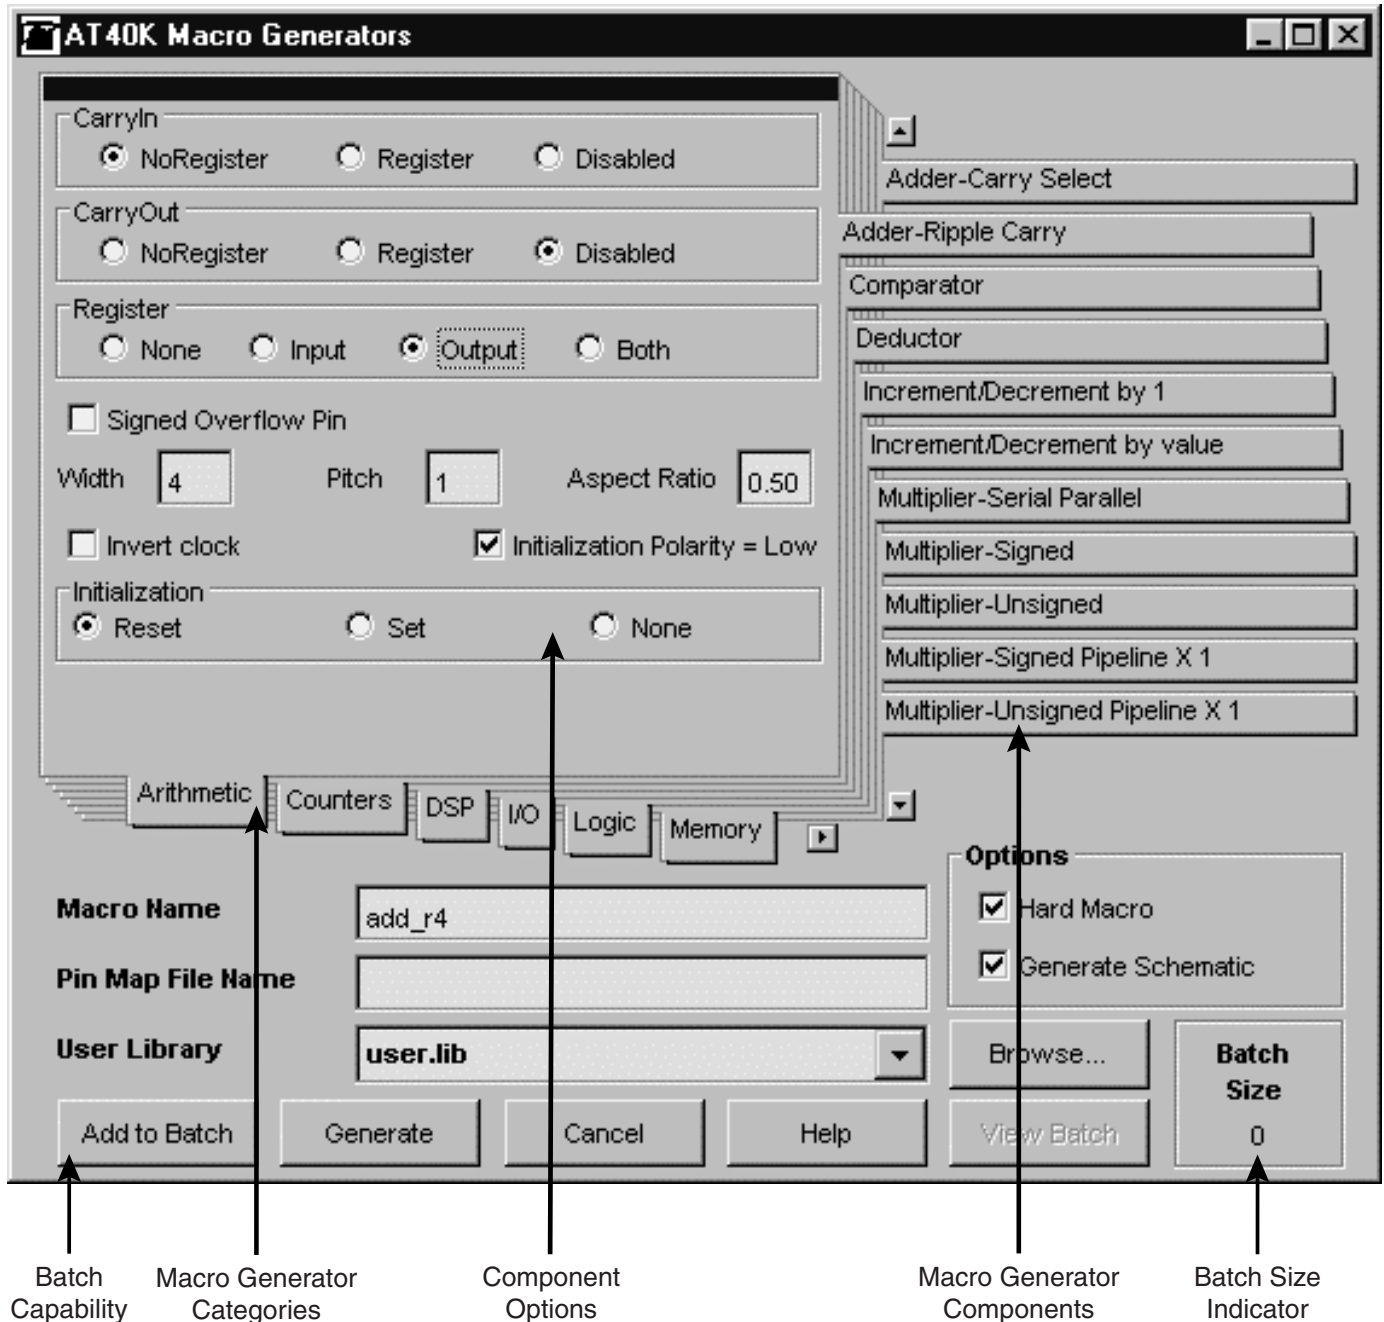 AT40K Macro Generators
CarryIn
NoRegister Register Disabled
CarryOut
NoRegister Register Disabled
Register
None Input Output Both
Signed Overflow Pin
Width 4 Pitch 1 Aspect Ratio 0.50
Invert clock Initialization Polarity = Low
Initialization
Reset Set None
Adder-Carry Select
Adder-Ripple Carry
Comparator
Deductor
Increment/Decrement by 1
Increment/Decrement by value
Multiplier-Serial Parallel
Multiplier-Signed
Multiplier-Unsigned
Multiplier-Signed Pipeline X 1
Multiplier-Unsigned Pipeline X 1
Arithmetic Counters DSP I/O Logic Memory
Macro Name add_r4
Pin Map File Name
User Library user.lib
Options
Hard Macro
Generate Schematic
Browse...
Batch
Size
0
Add to Batch Generate Cancel Help View Batch
Batch
Capability
Macro Generator
Categories
Component
Options
Macro Generator
Components
Batch Size
Indicator